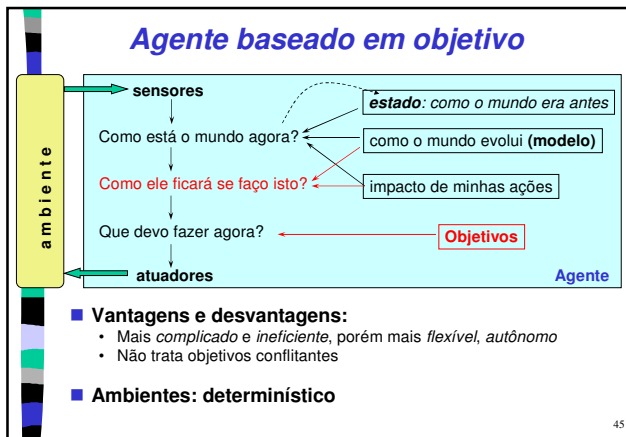 Agente baseado em objetivo
ambiente
sensores
estado: como o mundo era antes
Como está o mundo agora?
como o mundo evolui (modelo)
Como ele ficará se faço isto?
impacto de minhas ações
Que devo fazer agora?
Objetivos
atuadores
Agente
Vantagens e desvantagens:
• Mais complicado e ineficiente, porém mais flexível, autônomo
• Não trata objetivos conflitantes
Ambientes: determinístico
45